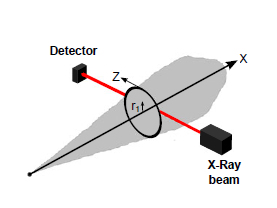 Detector
X
Z
r1
X-Ray
beam